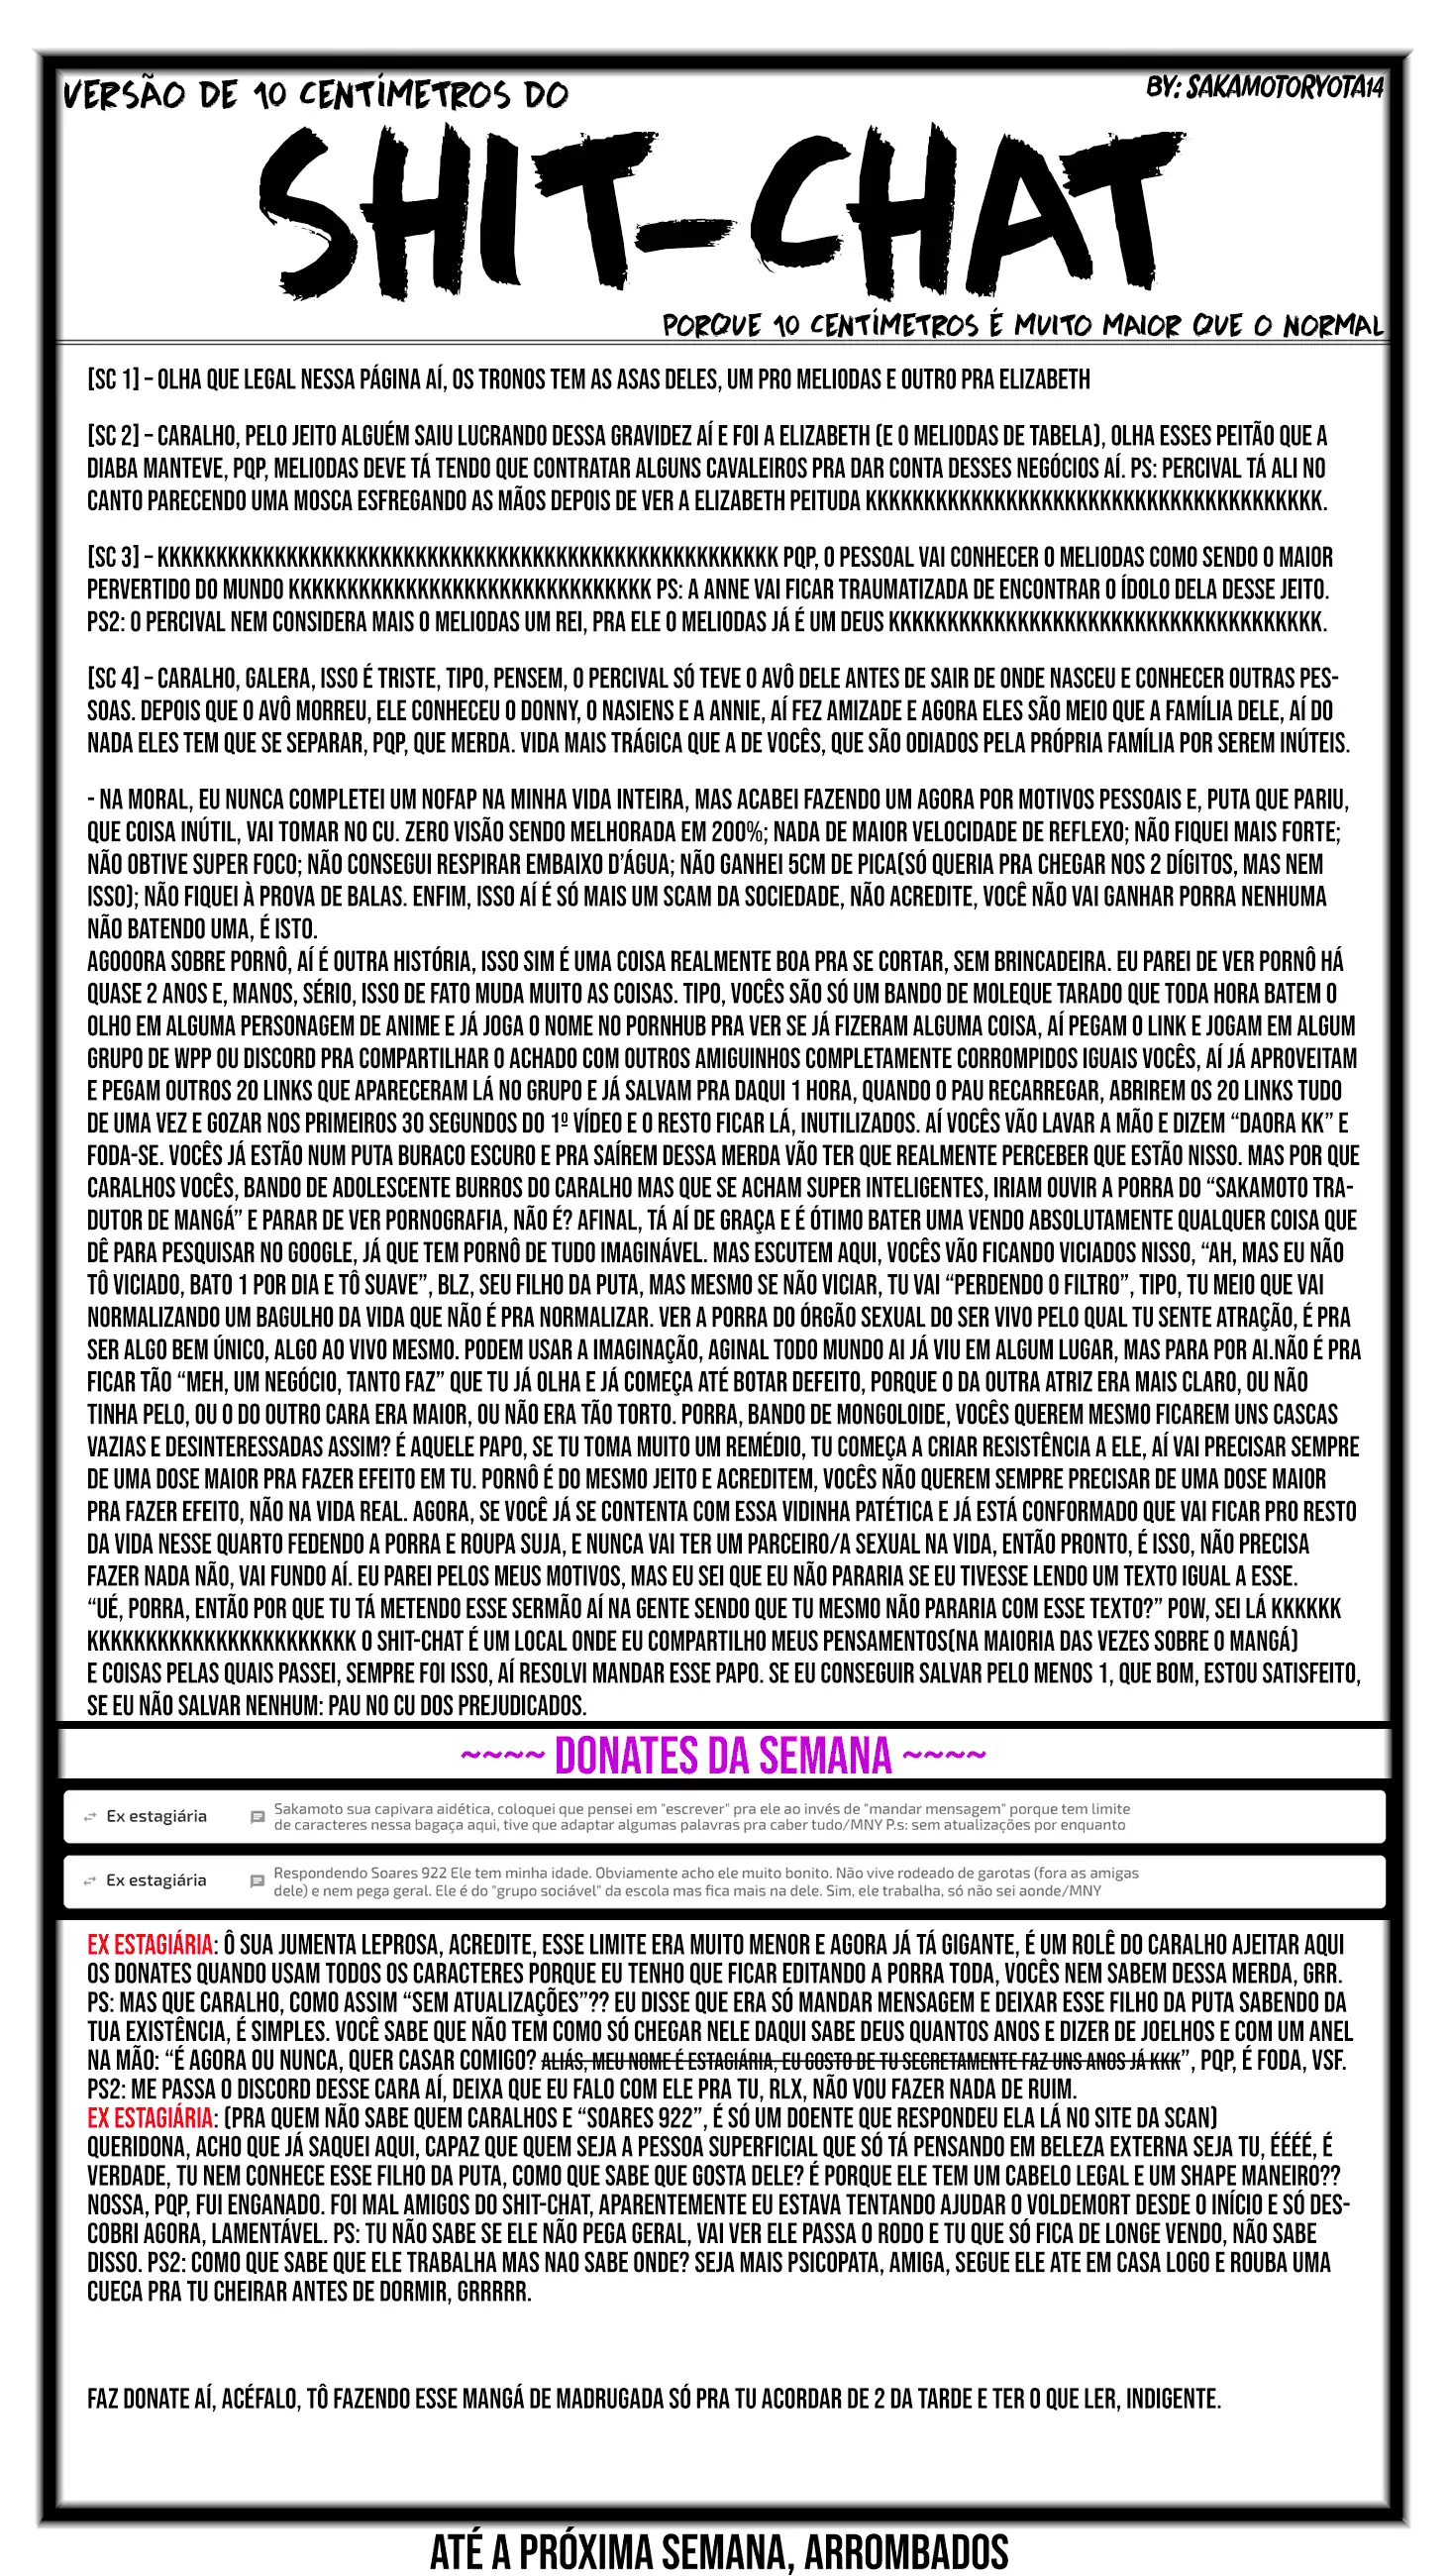 VERSÃO DE 10 CENTÍMETROS DO
BY: SAKAMOTORYOTA14
SHIT-CHAT
PORQUE 10 CENTÍMETROS É MUITO MAIOR QUE O NORMAL
[SC 1] – OLHA QUE LEGAL NESSA PÁGINA AÍ, OS TRONOS TEM AS ASAS DELES, UM PRO MELIODAS E OUTRO PRA ELIZABETH
[SC 2] – CARALHO, PELO JEITO ALGUÉM SAIU LUCRANDO DESSA GRAVIDEZ AÍ E FOI A ELIZABETH (E O MELIODAS DE TABELA), OLHA ESSES PEITÃO QUE A
DIABA MANTEVE, PQP, MELIODAS DEVE TÁ TENDO QUE CONTRATAR ALGUNS CAVALEIROS PRA DAR CONTA DESSES NEGÓCIOS AÍ. PS: PERCIVAL TÁ ALI NO
CANTO PARECENDO UMA MOSCA ESFREGANDO AS MÃOS DEPOIS DE VER A ELIZABETH PEITUDA KKKKKKKKKKKKKKKKKKKKKKKKKKKKKKKKKKKKKKK.
[SC 3] – KKKKKKKKKKKKKKKKKKKKKKKKKKKKKKKKKKKKKKKKKKKKKKKKKKKKK PQP, O PESSOAL VAI CONHECER O MELIODAS COMO SENDO O MAIOR
PERVERTIDO DO MUNDO KKKKKKKKKKKKKKKKKKKKKKKKKKKKKKK PS: A ANNE VAI FICAR TRAUMATIZADA DE ENCONTRAR O ÍDOLO DELA DESSE JEITO.
PS2: O PERCIVAL NEM CONSIDERA MAIS O MELIODAS UM REI, PRA ELE O MELIODAS JÁ É UM DEUS KKKKKKKKKKKKKKKKKKKKKKKKKKKKKKKKKKKKK.
[SC 4] – CARALHO, GALERA, ISSO É TRISTE, TIPO, PENSEM, O PERCIVAL SÓ TEVE O AVÔ DELE ANTES DE SAIR DE ONDE NASCEU E CONHECER OUTRAS PES-
SOAS. DEPOIS QUE O AVÔ MORREU, ELE CONHECEU O DONNY, O NASIENS E A ANNIE, AÍ FEZ AMIZADE E AGORA ELES SÃO MEIO QUE A FAMÍLIA DELE, AÍ DO
NADA ELES TEM QUE SE SEPARAR, PQP, QUE MERDA. VIDA MAIS TRÁGICA QUE A DE VOCÊS, QUE SÃO ODIADOS PELA PRÓPRIA FAMÍLIA POR SEREM INÚTEIS.
- NA MORAL, EU NUNCA COMPLETEI UM NOFAP NA MINHA VIDA INTEIRA, MAS ACABEI FAZENDO UM AGORA POR MOTIVOS PESSOAIS E, PUTA QUE PARIU,
QUE COISA INÚTIL, VAI TOMAR NO CU. ZERO VISÃO SENDO MELHORADA EM 200%; NADA DE MAIOR VELOCIDADE DE REFLEXO; NÃO FIQUEI MAIS FORTE;
NÃO OBTIVE SUPER FOCO; NÃO CONSEGUI RESPIRAR EMBAIXO D'ÁGUA; NÃO GANHEI 5CM DE PICA(SÓ QUERIA PRA CHEGAR NOS 2 DÍGITOS, MAS NEM
ISSO); NÃO FIQUEI À PROVA DE BALAS. ENFIM, ISSO AÍ É SÓ MAIS UM SCAM DA SOCIEDADE, NÃO ACREDITE, VOCÊ NÃO VAI GANHAR PORRA NENHUMA
NÃO BATENDO UMA, É ISTO.
AGOOORA SOBRE PORNÔ, AÍ É OUTRA HISTÓRIA, ISSO SIM É UMA COISA REALMENTE BOA PRA SE CORTAR, SEM BRINCADEIRA. EU PAREI DE VER PORNÔ HÁ
QUASE 2 ANOS E, MANOS, SÉRIO, ISSO DE FATO MUDA MUITO AS COISAS. TIPO, VOCÊS SÃO SÓ UM BANDO DE MOLEQUE TARADO QUE TODA HORA BATEM O
OLHO EM ALGUMA PERSONAGEM DE ANIME E JÁ JOGA O NOME NO PORNHUB PRA VER SE JÁ FIZERAM ALGUMA COISA, AÍ PEGAM O LINK E JOGAM EM ALGUM
GRUPO DE WPP OU DISCORD PRA COMPARTILHAR O ACHADO COM OUTROS AMIGUINHOS COMPLETAMENTE CORROMPIDOS IGUAIS VOCÊS, AÍ JÁ APROVEITAM
E PEGAM OUTROS 20 LINKS QUE APARECERAM LÁ NO GRUPO E JÁ SALVAM PRA DAQUI 1 HORA, QUANDO O PAU RECARREGAR, ABRIREM OS 20 LINKS TUDO
DE UMA VEZ E GOZAR NOS PRIMEIROS 30 SEGUNDOS DO 1º VÍDEO E O RESTO FICAR LÁ, INUTILIZADOS. AÍ VOCÊS VÃO LAVAR A MÃO E DIZEM “DAORA KK” E
FODA-SE. VOCÊS JÁ ESTÃO NUM PUTA BURACO ESCURO E PRA SAÍREM DESSA MERDA VÃO TER QUE REALMENTE PERCEBER QUE ESTÃO NISSO. MAS POR QUE
CARALHOS VOCÊS, BANDO DE ADOLESCENTE BURROS DO CARALHO MAS QUE SE ACHAM SUPER INTELIGENTES, IRIAM OUVIR A PORRA DO “SAKAMOTO TRA-
DUTOR DE MANGÁ” E PARAR DE VER PORNOGRAFIA, NÃO É? AFINAL, TÁ AÍ DE GRAÇA E É ÓTIMO BATER UMA VENDO ABSOLUTAMENTE QUALQUER COISA QUE
DÊ PARA PESQUISAR NO GOOGLE, JÁ QUE TEM PORNÔ DE TUDO IMAGINÁVEL. MAS ESCUTEM AQUI, VOCÊS VÃO FICANDO VICIADOS NISSO, “AH, MAS EU NÃO
TÔ VICIADO, BATO 1 POR DIA E TÔ SUAVE”, BLZ, SEU FILHO DA PUTA, MAS MESMO SE NÃO VICIAR, TU VAI “PERDENDO O FILTRO”, TIPO, TU MEIO QUE VAI
NORMALIZANDO UM BAGULHO DA VIDA QUE NÃO É PRA NORMALIZAR. VER A PORRA DO ÓRGÃO SEXUAL DO SER VIVO PELO QUAL TU SENTE ATRAÇÃO, É PRA
SER ALGO BEM ÚNICO, ALGO AO VIVO MESMO. PODEM USAR A IMAGINAÇÃO, AGINAL TODO MUNDO AI JÁ VIU EM ALGUM LUGAR, MAS PARA POR AI.NÃO É PRA
FICAR TÃO “MEH, UM NEGÓCIO, TANTO FAZ” QUE TU JÁ OLHA E JÁ COMEÇA ATÉ BOTAR DEFEITO, PORQUE O DA OUTRA ATRIZ ERA MAIS CLARO, OU NÃO
TINHA PELO, OU O DO OUTRO CARA ERA MAIOR, OU NÃO ERA TÃO TORTO. PORRA, BANDO DE MONGOLOIDE, VOCÊS QUEREM MESMO FICAREM UNS CASCAS
VAZIAS E DESINTERESSADAS ASSIM? É AQUELE PAPO, SE TU TOMA MUITO UM REMÉDIO, TU COMEÇA A CRIAR RESISTÊNCIA A ELE, AÍ VAI PRECISAR SEMPRE
DE UMA DOSE MAIOR PRA FAZER EFEITO EM TU. PORNÔ É DO MESMO JEITO E ACREDITEM, VOCÊS NÃO QUEREM SEMPRE PRECISAR DE UMA DOSE MAIOR
PRA FAZER EFEITO, NÃO NA VIDA REAL. AGORA, SE VOCÊ JÁ SE CONTENTA COM ESSA VIDINHA PATÉTICA E JÁ ESTÁ CONFORMADO QUE VAI FICAR PRO RESTO
DA VIDA NESSE QUARTO FEDENDO A PORRA E ROUPA SUJA, E NUNCA VAI TER UM PARCEIRO/A SEXUAL NA VIDA, ENTÃO PRONTO, É ISSO, NÃO PRECISA
FAZER NADA NÃO, VAI FUNDO AÍ. EU PAREI PELOS MEUS MOTIVOS, MAS EU SEI QUE EU NÃO PARARIA SE EU TIVESSE LENDO UM TEXTO IGUAL A ESSE.
“UÉ, PORRA, ENTÃO POR QUE TU TÁ METENDO ESSE SERMÃO AÍ NA GENTE SENDO QUE TU MESMO NÃO PARARIA COM ESSE TEXTO?” POW, SEI LÁ KKKKKK
KKKKKKKKKKKKKKKKKKKKKKK O SHIT-CHAT É UM LOCAL ONDE EU COMPARTILHO MEUS PENSAMENTOS(NA MAIORIA DAS VEZES SOBRE O MANGÁ)
E COISAS PELAS QUAIS PASSEI, SEMPRE FOI ISSO, AÍ RESOLVI MANDAR ESSE PAPO. SE EU CONSEGUIR SALVAR PELO MENOS 1, QUE BOM, ESTOU SATISFEITO,
SE EU NÃO SALVAR NENHUM: PAU NO CU DOS PREJUDICADOS.
~~~~ DONATES DA SEMANA ~~~~
Ex estagiária
Sakamoto sua capivara aidética, coloquei que pensei em "escrever" pra ele ao invés de "mandar mensagem" porque tem limite
de caracteres nessa bagaça aqui, tive que adaptar algumas palavras pra caber tudo/MNY P.s: sem atualizações por enquanto
Ex estagiária
Respondendo Soares 922 Ele tem minha idade. Obviamente acho ele muito bonito. Não vive rodeado de garotas (fora as amigas
dele) e nem pega geral. Ele é do "grupo sociável" da escola mas fica mais na dele. Sim, ele trabalha, só não sei aonde/MNY
EX ESTAGIÁRIA: Ô SUA JUMENTA LEPROSA, ACREDITE, ESSE LIMITE ERA MUITO MENOR E AGORA JÁ TÁ GIGANTE, É UM ROLÊ DO CARALHO AJEITAR AQUI
OS DONATES QUANDO USAM TODOS OS CARACTERES PORQUE EU TENHO QUE FICAR EDITANDO A PORRA TODA, VOCÊS NEM SABEM DESSA MERDA, GRR.
PS: MAS QUE CARALHO, COMO ASSIM “SEM ATUALIZAÇÕES”?? EU DISSE QUE ERA SÓ MANDAR MENSAGEM E DEIXAR ESSE FILHO DA PUTA SABENDO DA
TUA EXISTÊNCIA, É SIMPLES. VOCÊ SABE QUE NÃO TEM COMO SÓ CHEGAR NELE DAQUI SABE DEUS QUANTOS ANOS E DIZER DE JOELHOS E COM UM ANEL
NA MÃO: “É AGORA OU NUNCA, QUER CASAR COMIGO? ALIÁS, MEU NOME É ESTAGIÁRIA, EU GOSTO DE TU SECRETAMENTE FAZ UNS ANOS JÁ KKK”, PQP, É FODA, VSF.
PS2: ME PASSA O DISCORD DESSE CARA AÍ, DEIXA QUE EU FALO COM ELE PRA TU, RLX, NÃO VOU FAZER NADA DE RUIM.
EX ESTAGIÁRIA: (PRA QUEM NÃO SABE QUEM CARALHOS E “SOARES 922”, É SÓ UM DOENTE QUE RESPONDEU ELA LÁ NO SITE DA SCAN)
QUERIDONA, ACHO QUE JÁ SAQUEI AQUI, CAPAZ QUE QUEM SEJA A PESSOA SUPERFICIAL QUE SÓ TÁ PENSANDO EM BELEZA EXTERNA SEJA TU, ÉÉÉÉ, É
VERDADE, TU NEM CONHECE ESSE FILHO DA PUTA, COMO QUE SABE QUE GOSTA DELE? É PORQUE ELE TEM UM CABELO LEGAL E UM SHAPE MANEIRO??
NOSSA, PQP, FUI ENGANADO. FOI MAL AMIGOS DO SHIT-CHAT, APARENTEMENTE EU ESTAVA TENTANDO AJUDAR O VOLDEMORT DESDE O INÍCIO E SÓ DES-
COBRI AGORA, LAMENTÁVEL. PS: TU NÃO SABE SE ELE NÃO PEGA GERAL, VAI VER ELE PASSA O RODO E TU QUE SÓ FICA DE LONGE VENDO, NÃO SABE
DISSO. PS2: COMO QUE SABE QUE ELE TRABALHA MAS NAO SABE ONDE? SEJA MAIS PSICOPATA, AMIGA, SEGUE ELE ATE EM CASA LOGO E ROUBA UMA
CUECA PRA TU CHEIRAR ANTES DE DORMIR, GRRRRR.
FAZ DONATE AÍ, ACÉFALO, TÔ FAZENDO ESSE MANGÁ DE MADRUGADA SÓ PRA TU ACORDAR DE 2 DA TARDE E TER O QUE LER, INDIGENTE.
ATÉ A PRÓXIMA SEMANA, ARROMBADOS